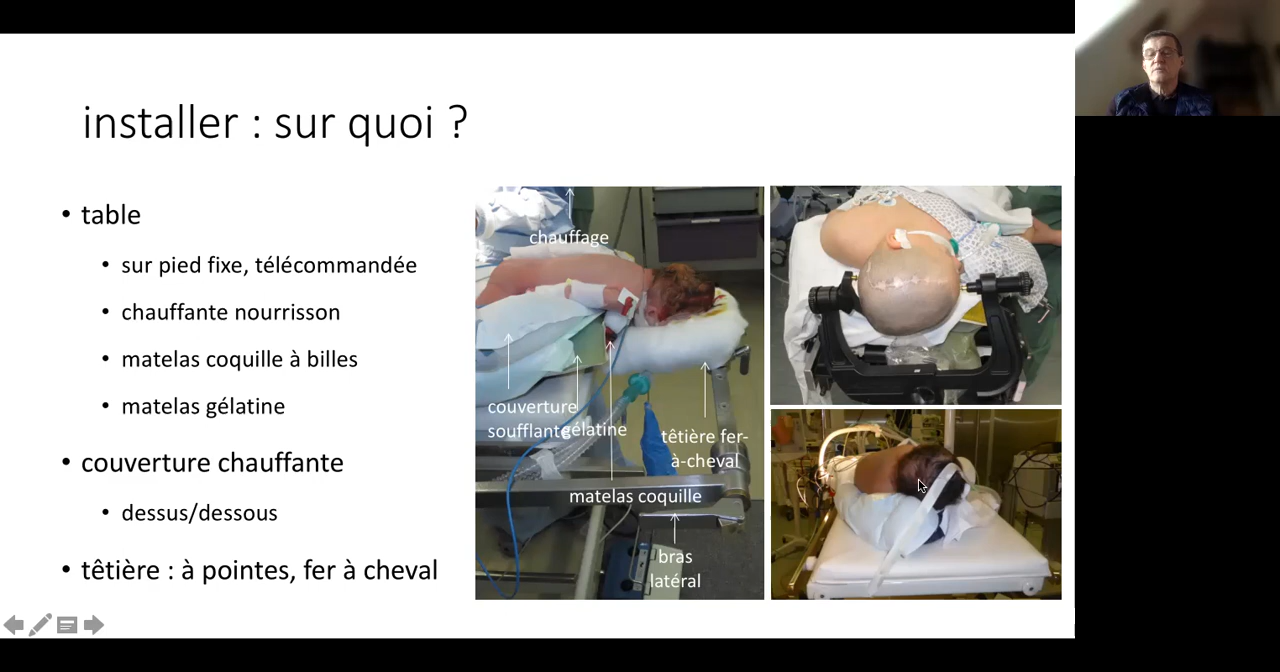 installer : sur quoi ?
• table
• sur pied fixe, télécommandée
• chauffante nourrisson
• matelas coquille à billes
• matelas gélatine
• couverture chauffante
• dessus/dessous
• têtière : à pointes, fer à cheval
chauffage
couverture
soufflante
gélatine
têtière fer-
à-cheval
matelas coquille
bras
latéral